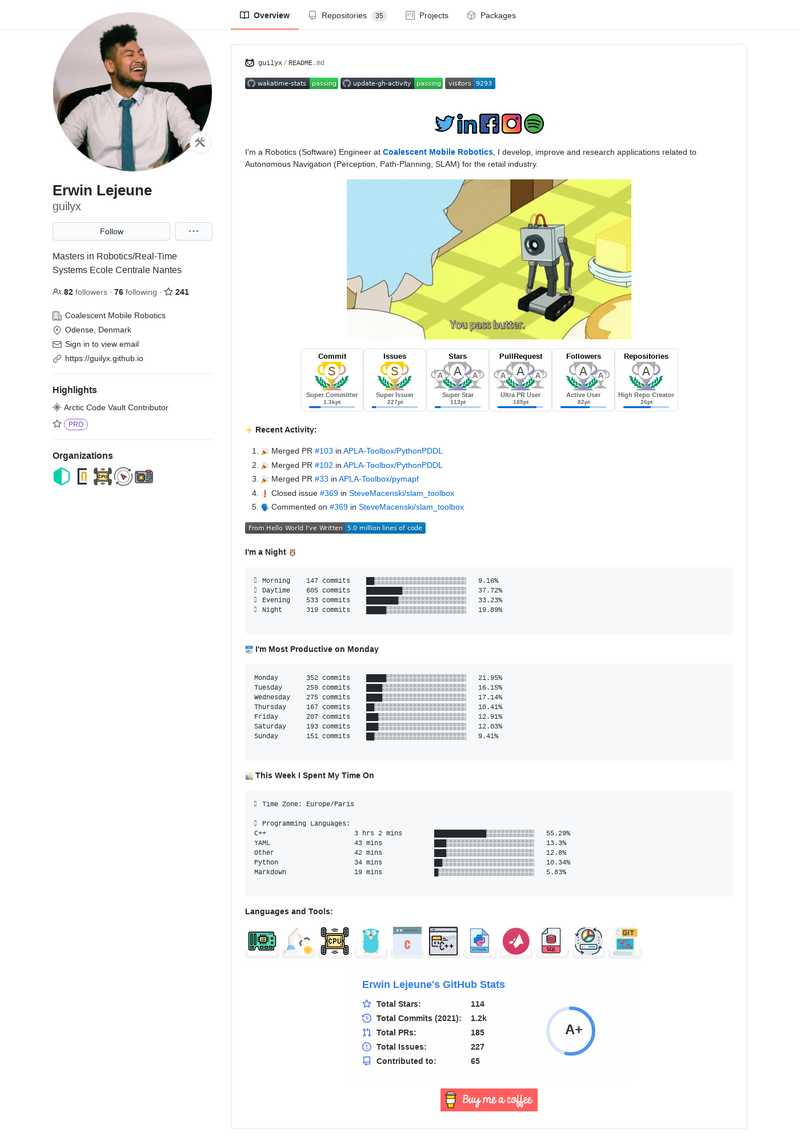 Overview
Repositories 35
Projects
Packages
Erwin Lejeune
guilyx
Follow
Masters in Robotics/Real-Time
Systems Ecole Centrale Nantes
82 followers · 76 following · 241
Coalescent Mobile Robotics
Odense, Denmark
Sign in to view email
https://guilyx.github.io
Highlights
Arctic Code Vault Contributor
PRO
Organizations
guilyx/README.md
wakatime-stats passing
update-gh-activity passing
visitors 9293
I'm a Robotics (Software) Engineer at Coalescent Mobile Robotics, I develop, improve and research applications related to
Autonomous Navigation (Perception, Path-Planning, SLAM) for the retail industry.
You pass butter.
Commit Issues Stars PullRequest Followers Repositories
S S A A A A A A A A
Super Committer Super Issuer Super Star Ultra PR User Active User High Repo Creator
1.3kpt 227pt 113pt 185pt 82pt 26pt
Recent Activity:
1. Merged PR #103 in APLA-Toolbox/PythonPDDL
2. Merged PR #102 in APLA-Toolbox/PythonPDDL
3. Merged PR #33 in APLA-Toolbox/pymapf
4. Closed issue #369 in SteveMacenski/slam_toolbox
5. Commented on #369 in SteveMacenski/slam_toolbox
From Hello World I've Written 5.0 million lines of code
I'm a Night
Morning 147 commits 9.16%
Daytime 605 commits 37.72%
Evening 533 commits 33.23%
Night 319 commits 19.89%
I'm Most Productive on Monday
Monday 352 commits 21.95%
Tuesday 259 commits 16.15%
Wednesday 275 commits 17.14%
Thursday 167 commits 10.41%
Friday 207 commits 12.91%
Saturday 193 commits 12.03%
Sunday 151 commits 9.41%
This Week I Spent My Time On
Time Zone: Europe/Paris
Programming Languages:
C++ 3 hrs 2 mins 55.29%
YAML 43 mins 13.3%
Other 42 mins 12.8%
Python 34 mins 10.34%
Markdown 19 mins 5.83%
Languages and Tools:
CPU C C++ GIT
Erwin Lejeune's GitHub Stats
Total Stars: 114
Total Commits (2021): 1.2k
Total PRs: 185
Total Issues: 227
Contributed to: 65
A+
Buy me a coffee